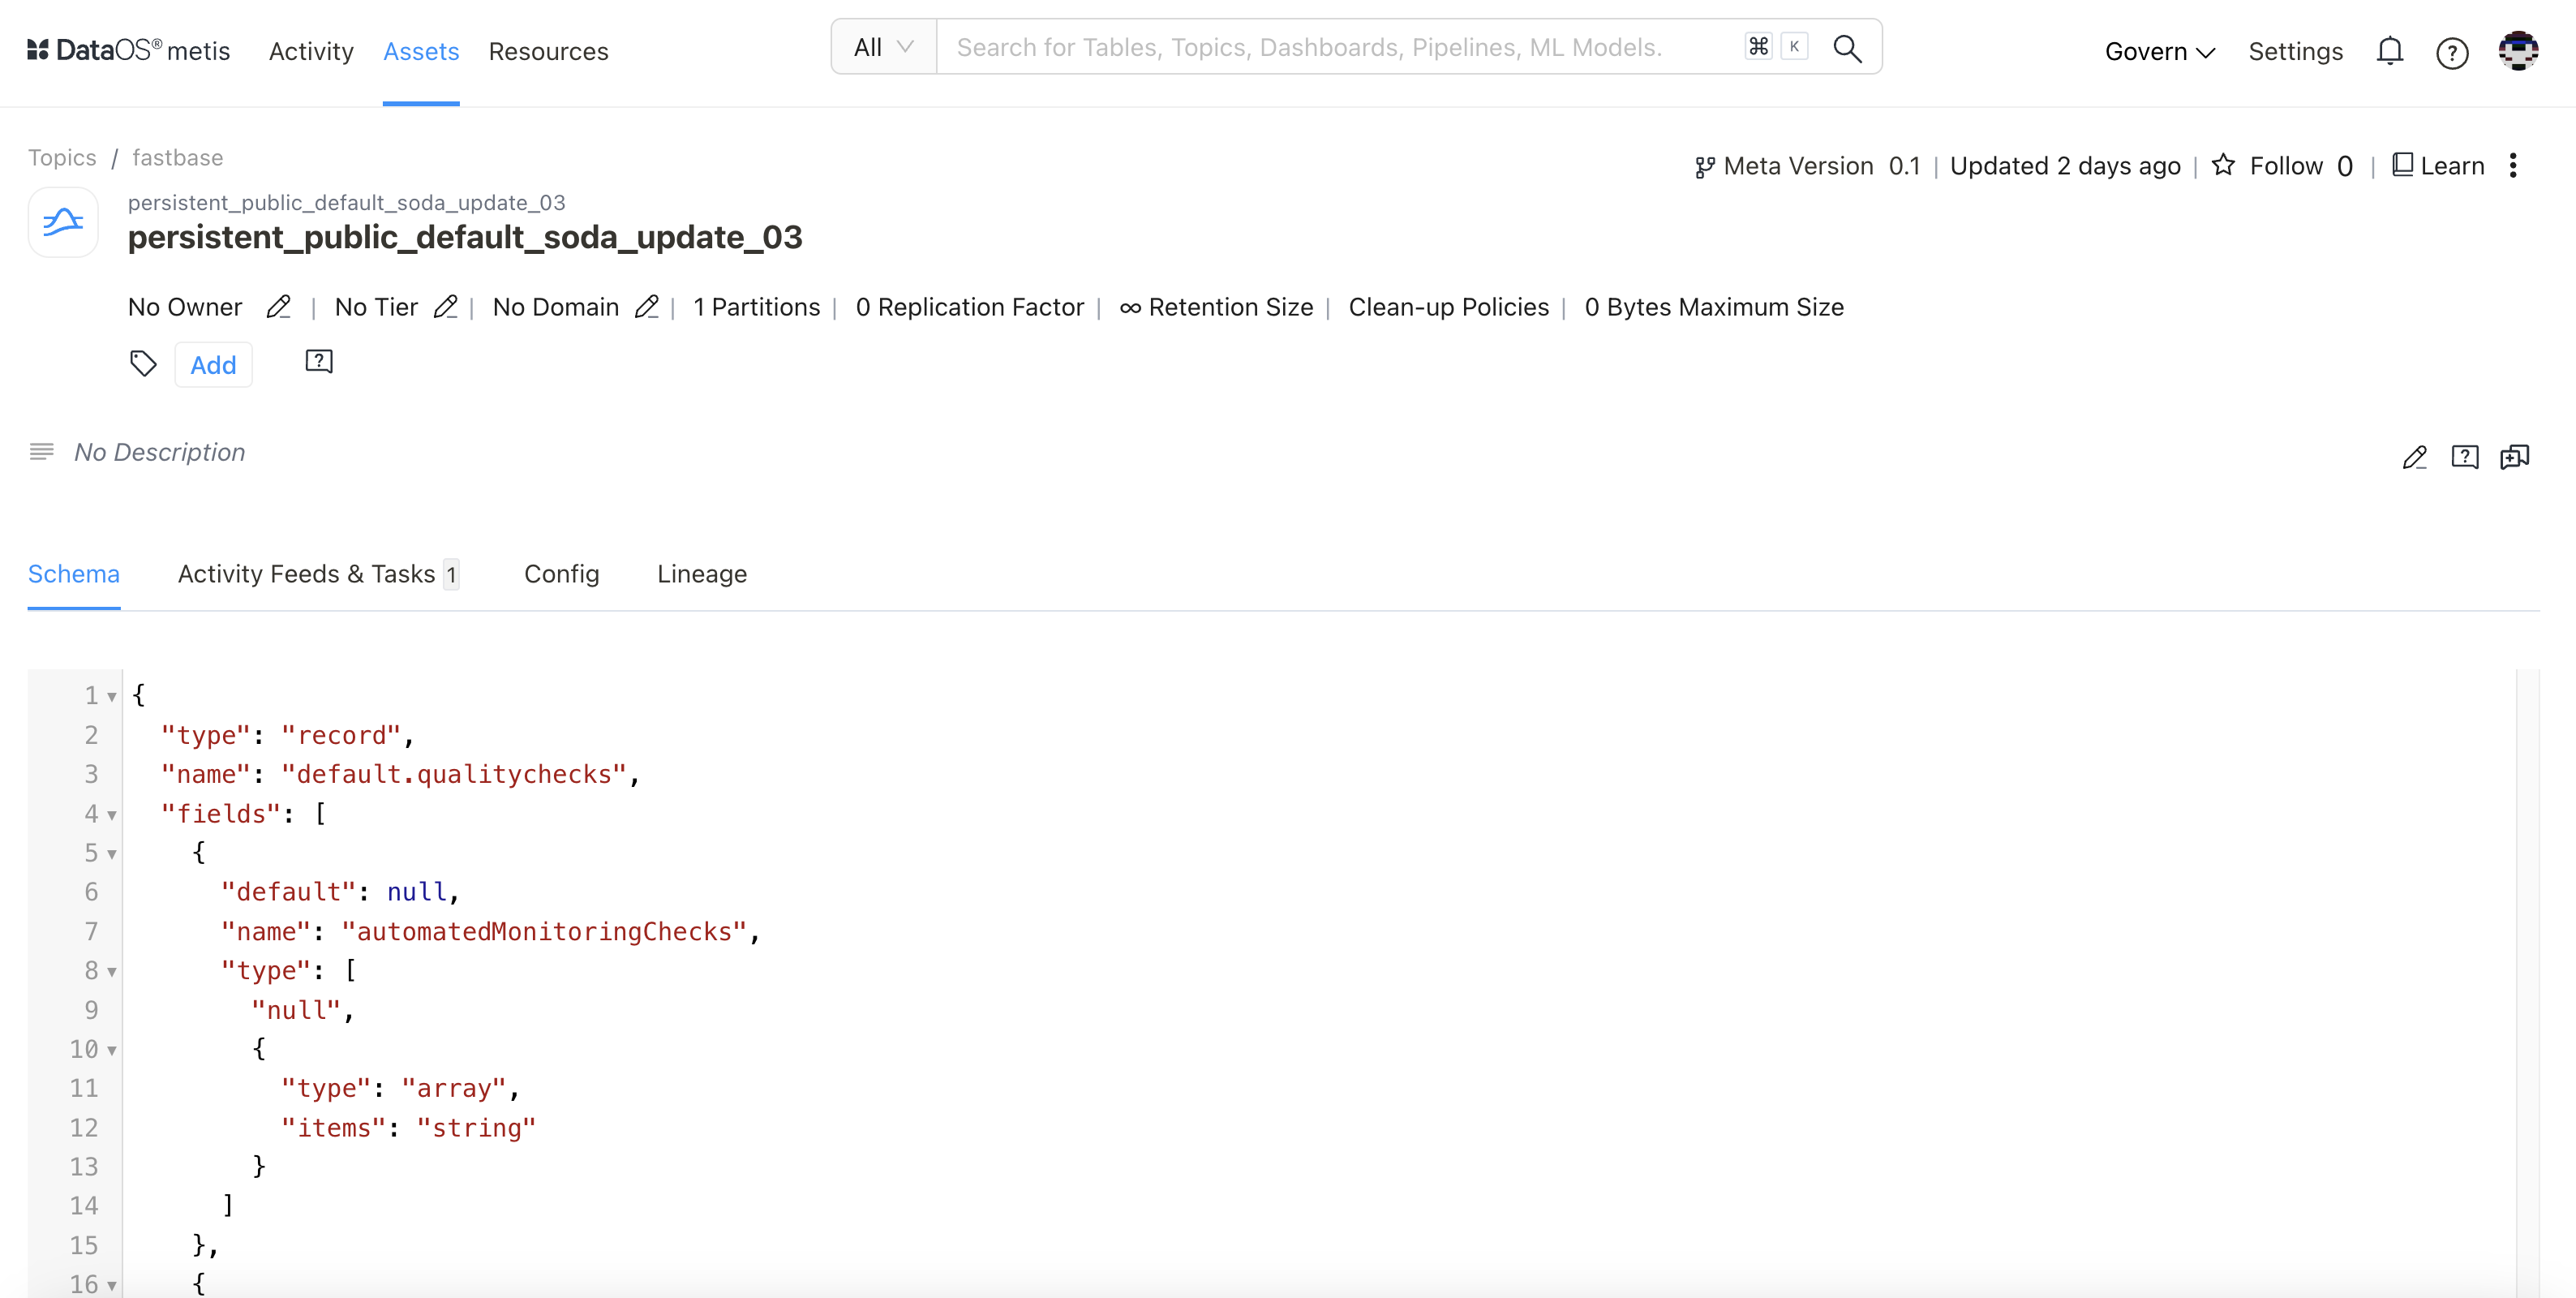 DataOS® metis Activity Assets Resources All Search for Tables, Topics, Dashboards, Pipelines, ML Models. ⌘ K Govern Settings
Topics / fastbase
Meta Version 0.1 | Updated 2 days ago | Follow 0 | Learn
persistent_public_default_soda_update_03
persistent_public_default_soda_update_03
No Owner | No Tier | No Domain | 1 Partitions | 0 Replication Factor | ∞ Retention Size | Clean-up Policies | 0 Bytes Maximum Size
Add
No Description
Schema Activity Feeds & Tasks 1 Config Lineage
1 {
2 "type": "record",
3 "name": "default.qualitychecks",
4 "fields": [
5 {
6 "default": null,
7 "name": "automatedMonitoringChecks",
8 "type": [
9 "null",
10 {
11 "type": "array",
12 "items": "string"
13 }
14 ]
15 },
16 {